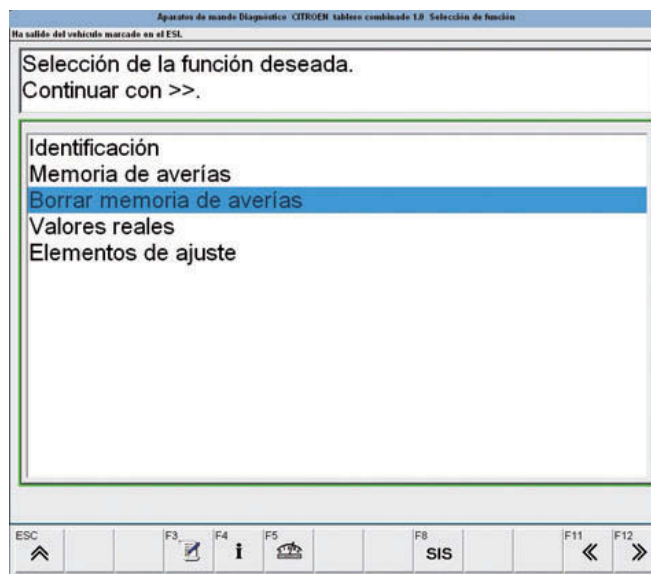 Aparatos de mando Diagnóstico CITROEN tablero combinado 1.0 Selección de función
Ha salido del vehículo marcado en el ESI.
Selección de la función deseada.
Continuar con >>.
Identificación
Memoria de averías
Borrar memoria de averías
Valores reales
Elementos de ajuste
ESC F3 F4 F5 F8 F11 F12
i SIS « »